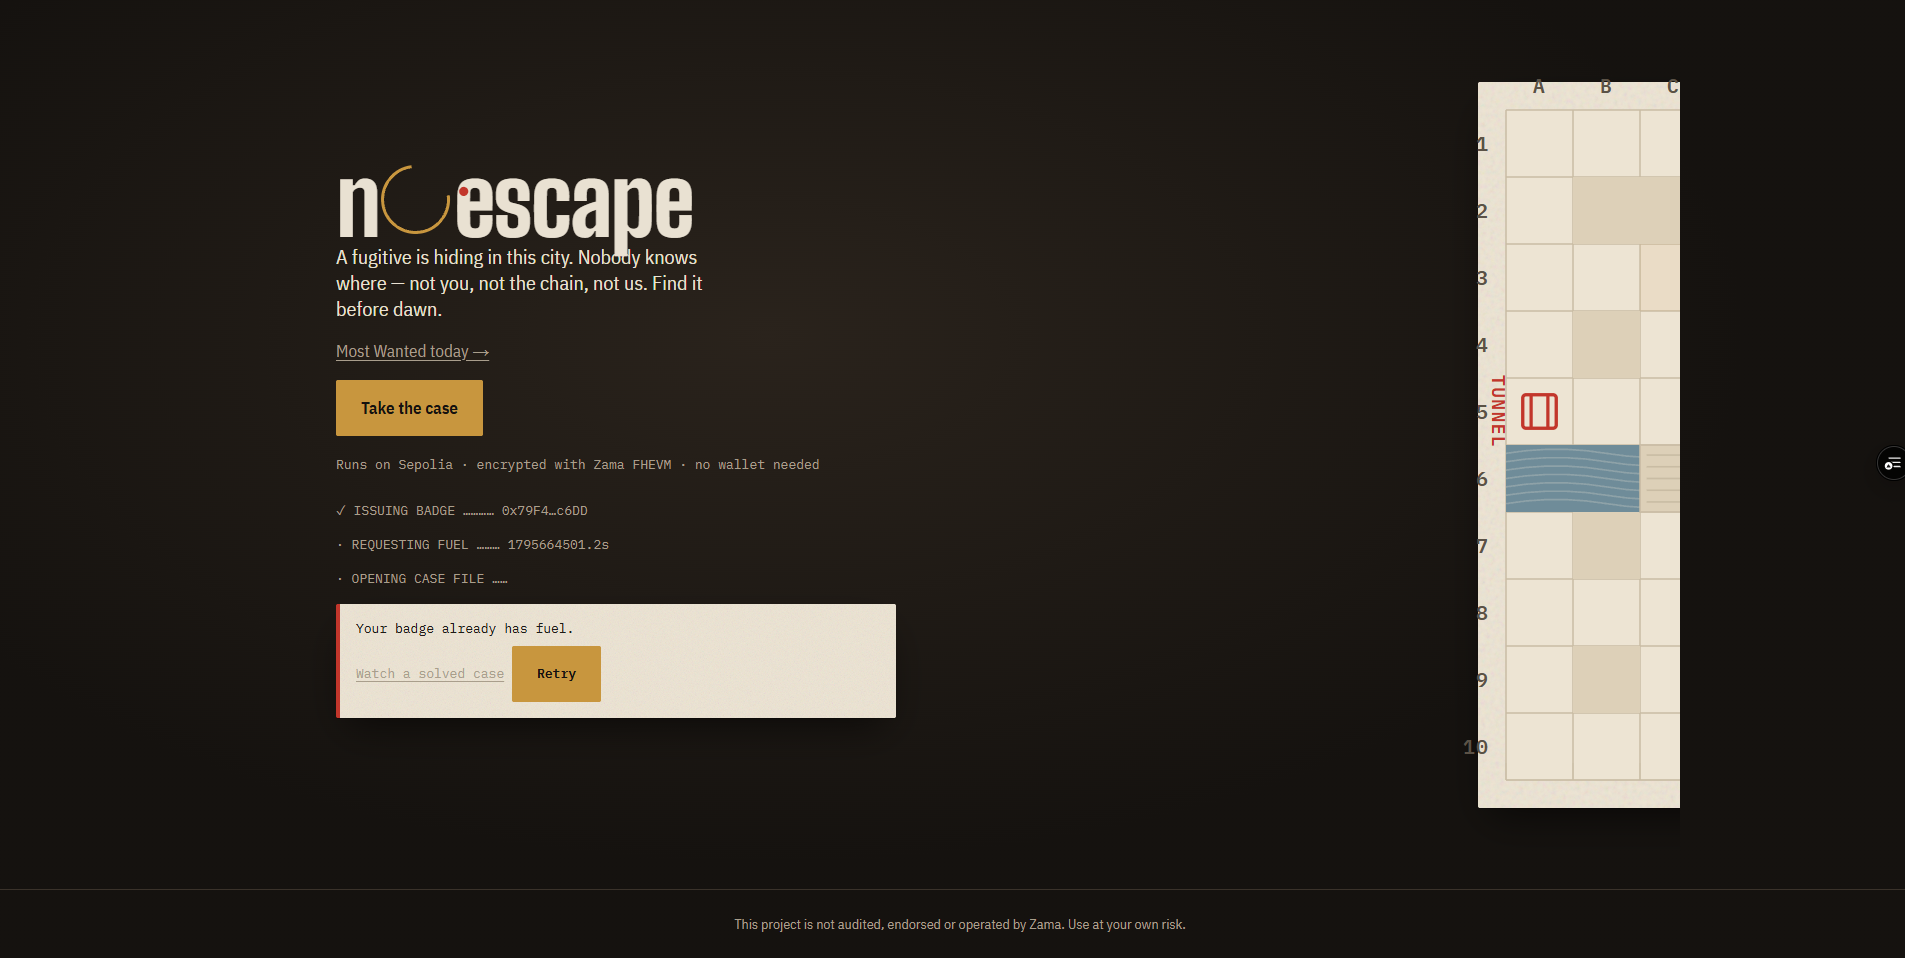 no escape
A fugitive is hiding in this city. Nobody knows
where — not you, not the chain, not us. Find it
before dawn.
Most Wanted today →
Take the case
Runs on Sepolia · encrypted with Zama FHEVM · no wallet needed
✓ ISSUING BADGE ………… 0x79F4…c6DD
· REQUESTING FUEL ……… 1795664501.2s
· OPENING CASE FILE ……
Your badge already has fuel.
Watch a solved case
Retry
A B C
1
2
3
4
TUNNEL
5
6
7
8
9
10
This project is not audited, endorsed or operated by Zama. Use at your own risk.